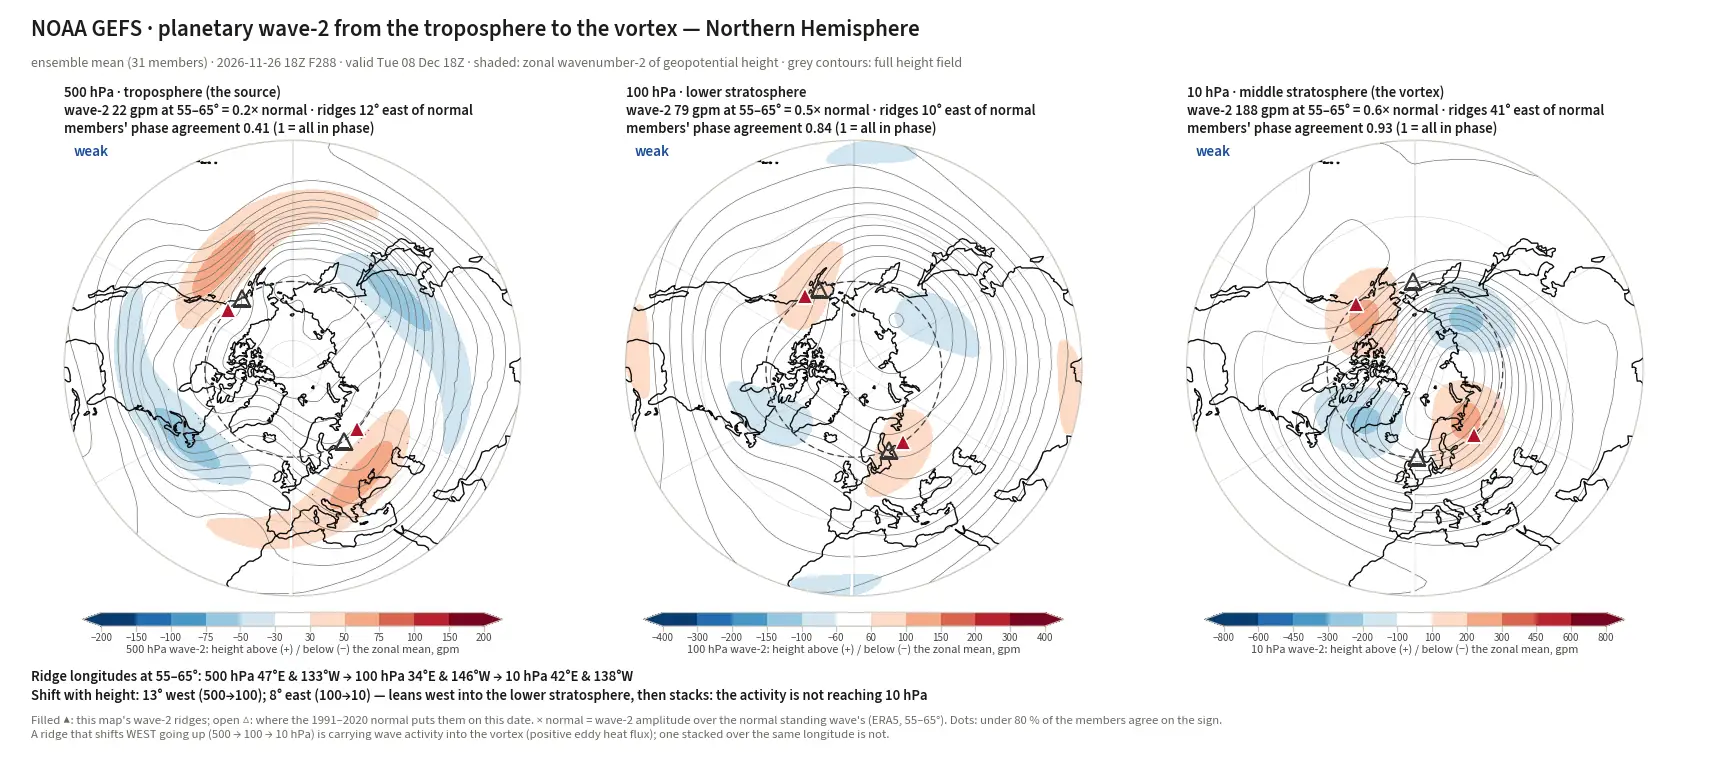 NOAA GEFS · planetary wave-2 from the troposphere to the vortex — Northern Hemisphere
ensemble mean (31 members) · 2026-11-26 18Z F288 · valid Tue 08 Dec 18Z · shaded: zonal wavenumber-2 of geopotential height · grey contours: full height field
500 hPa · troposphere (the source)
wave-2 22 gpm at 55–65° = 0.2× normal · ridges 12° east of normal
members' phase agreement 0.41 (1 = all in phase)
weak
100 hPa · lower stratosphere
wave-2 79 gpm at 55–65° = 0.5× normal · ridges 10° east of normal
members' phase agreement 0.84 (1 = all in phase)
weak
10 hPa · middle stratosphere (the vortex)
wave-2 188 gpm at 55–65° = 0.6× normal · ridges 41° east of normal
members' phase agreement 0.93 (1 = all in phase)
weak
−200 −150 −100 −75 −50 −30 30 50 75 100 150 200
500 hPa wave-2: height above (+) / below (−) the zonal mean, gpm
−400 −300 −200 −150 −100 −60 60 100 150 200 300 400
100 hPa wave-2: height above (+) / below (−) the zonal mean, gpm
−800 −600 −450 −300 −200 −100 100 200 300 450 600 800
10 hPa wave-2: height above (+) / below (−) the zonal mean, gpm
Ridge longitudes at 55–65°: 500 hPa 47°E & 133°W → 100 hPa 34°E & 146°W → 10 hPa 42°E & 138°W
Shift with height: 13° west (500→100); 8° east (100→10) — leans west into the lower stratosphere, then stacks: the activity is not reaching 10 hPa
Filled ▲: this map's wave-2 ridges; open △: where the 1991–2020 normal puts them on this date. × normal = wave-2 amplitude over the normal standing wave's (ERA5, 55–65°). Dots: under 80 % of the members agree on the sign.
A ridge that shifts WEST going up (500 → 100 → 10 hPa) is carrying wave activity into the vortex (positive eddy heat flux); one stacked over the same longitude is not.